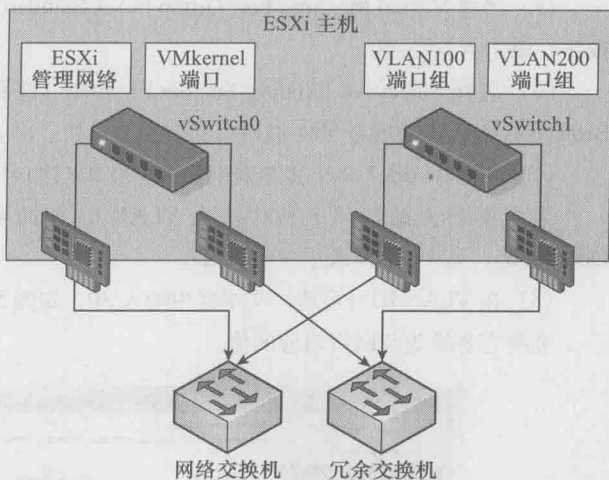 ESXi 主机
ESXi
管理网络
VMkernel
端口
VLAN100
端口组
VLAN200
端口组
vSwitch0
vSwitch1
网络交换机
冗余交换机